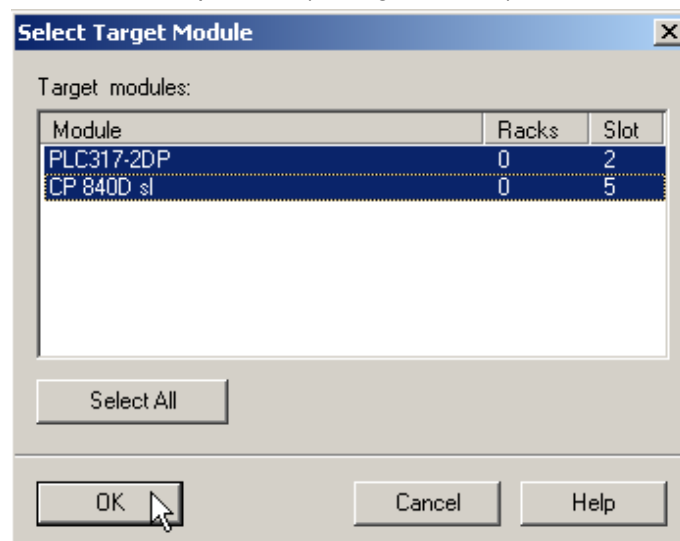 Select Target Module
Target modules:
Module Racks Slot
PLC317-2DP 0 2
CP 840D sl 0 5
Select All
OK Cancel Help